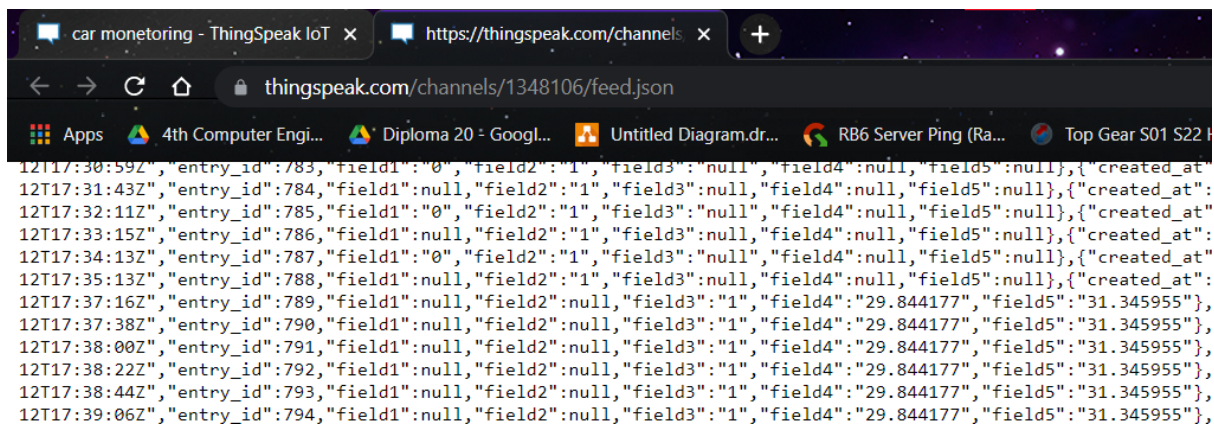 car monetoring - ThingSpeak IoT
https://thingspeak.com/channels
thingspeak.com/channels/1348106/feed.json
Apps 4th Computer Engi... Diploma 20 - Googl... Untitled Diagram.dr... RB6 Server Ping (Ra... Top Gear S01 S22 H
12T17:30:59Z","entry_id":783,"field1":"0","field2":"1","field3":"null","field4":null,"field5":null},{"created_at"
12T17:31:43Z","entry_id":784,"field1":null,"field2":"1","field3":null,"field4":null,"field5":null},{"created_at":
12T17:32:11Z","entry_id":785,"field1":"0","field2":"1","field3":"null","field4":null,"field5":null},{"created_at"
12T17:33:15Z","entry_id":786,"field1":null,"field2":"1","field3":null,"field4":null,"field5":null},{"created_at":
12T17:34:13Z","entry_id":787,"field1":"0","field2":"1","field3":"null","field4":null,"field5":null},{"created_at"
12T17:35:13Z","entry_id":788,"field1":null,"field2":"1","field3":null,"field4":null,"field5":null},{"created_at":
12T17:37:16Z","entry_id":789,"field1":null,"field2":null,"field3":"1","field4":"29.844177","field5":"31.345955"},
12T17:37:38Z","entry_id":790,"field1":null,"field2":null,"field3":"1","field4":"29.844177","field5":"31.345955"},
12T17:38:00Z","entry_id":791,"field1":null,"field2":null,"field3":"1","field4":"29.844177","field5":"31.345955"},
12T17:38:22Z","entry_id":792,"field1":null,"field2":null,"field3":"1","field4":"29.844177","field5":"31.345955"},
12T17:38:44Z","entry_id":793,"field1":null,"field2":null,"field3":"1","field4":"29.844177","field5":"31.345955"},
12T17:39:06Z","entry_id":794,"field1":null,"field2":null,"field3":"1","field4":"29.844177","field5":"31.345955"},